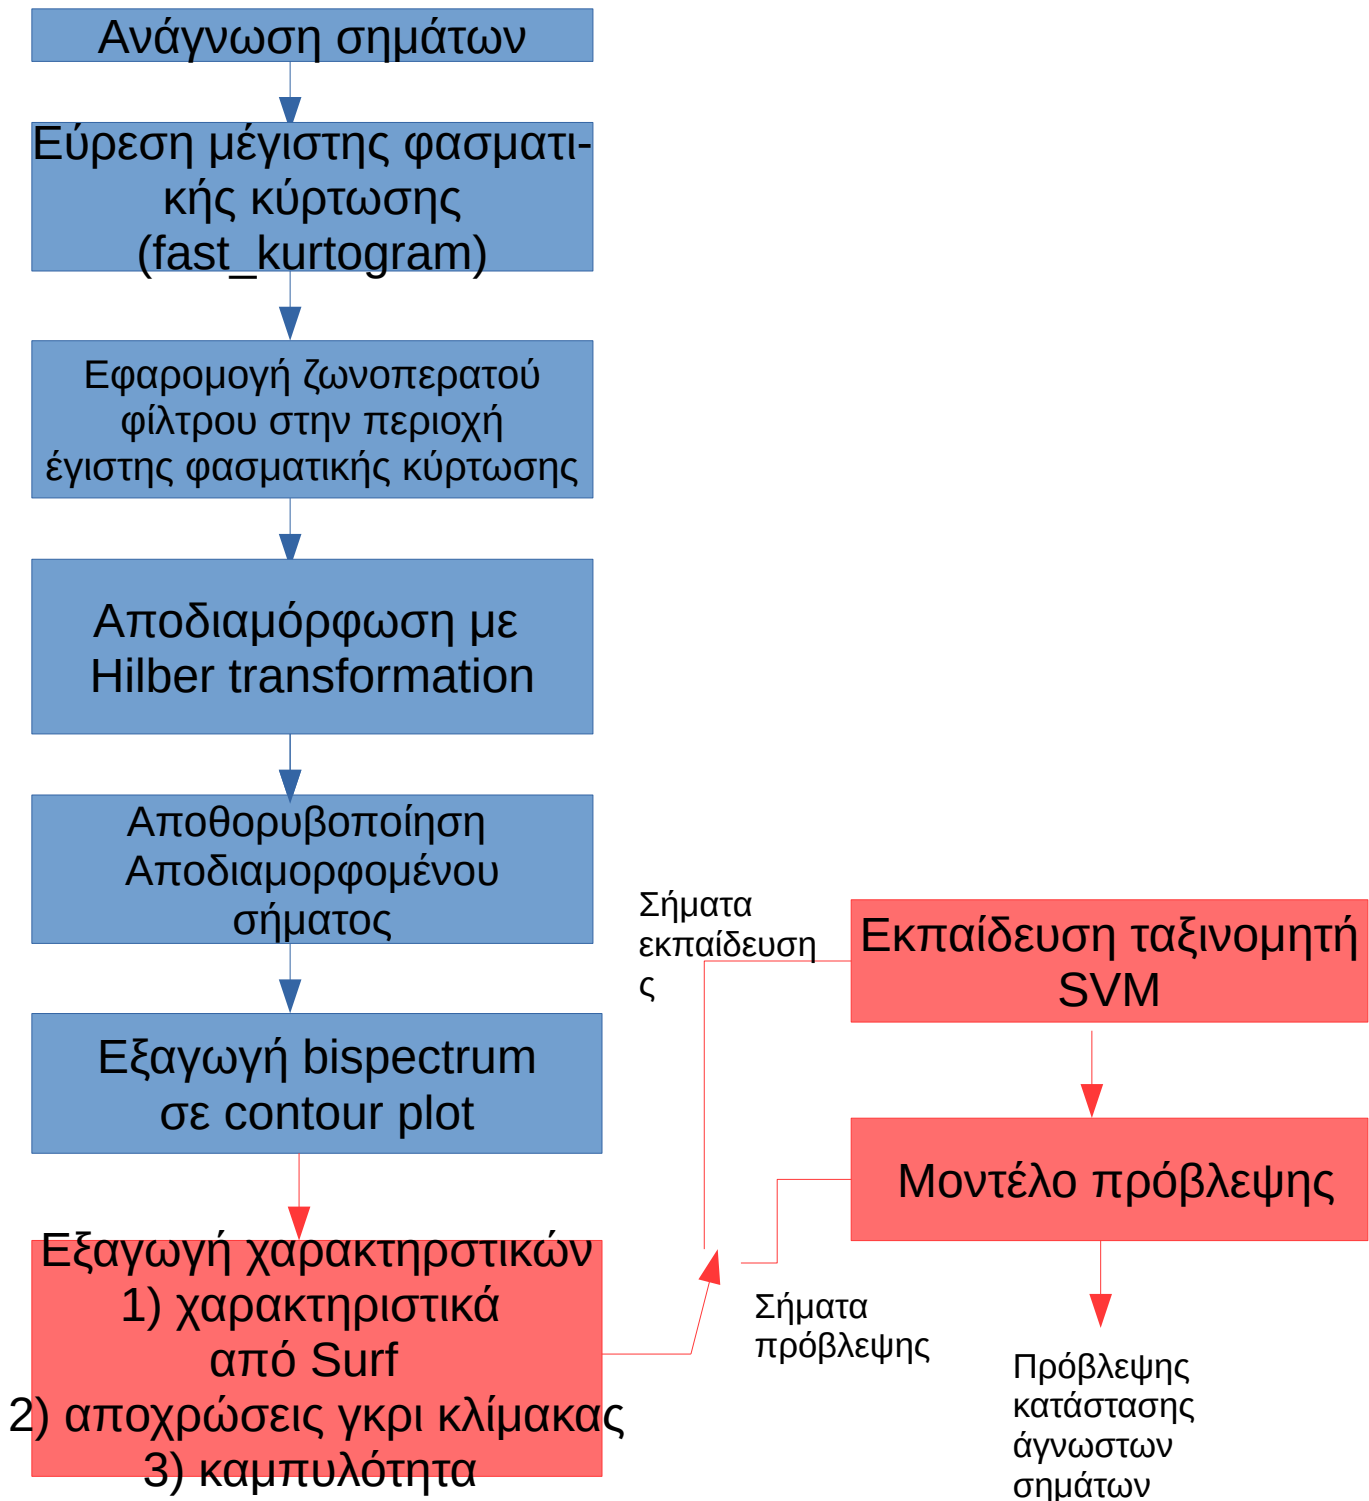 Ανάγνωση σημάτων
Εύρεση μέγιστης φασματι-
κής κύρτωσης
(fast_kurtogram)
Εφαρομογή ζωνοπερατού
φίλτρου στην περιοχή
έγιστης φασματικής κύρτωσης
Αποδιαμόρφωση με
Hilber transformation
Αποθορυβοποίηση
Αποδιαμορφομένου
σήματος
Εξαγωγή bispectrum
σε contour plot
Εξαγωγή χαρακτηρστικών
1) χαρακτηριστικά
από Surf
2) αποχρώσεις γκρι κλίμακας
3) καμπυλότητα
Σήματα
εκπαίδευση
ς
Εκπαίδευση ταξινομητή
SVM
Μοντέλο πρόβλεψης
Σήματα
πρόβλεψης
Πρόβλεψης
κατάστασης
άγνωστων
σημάτων